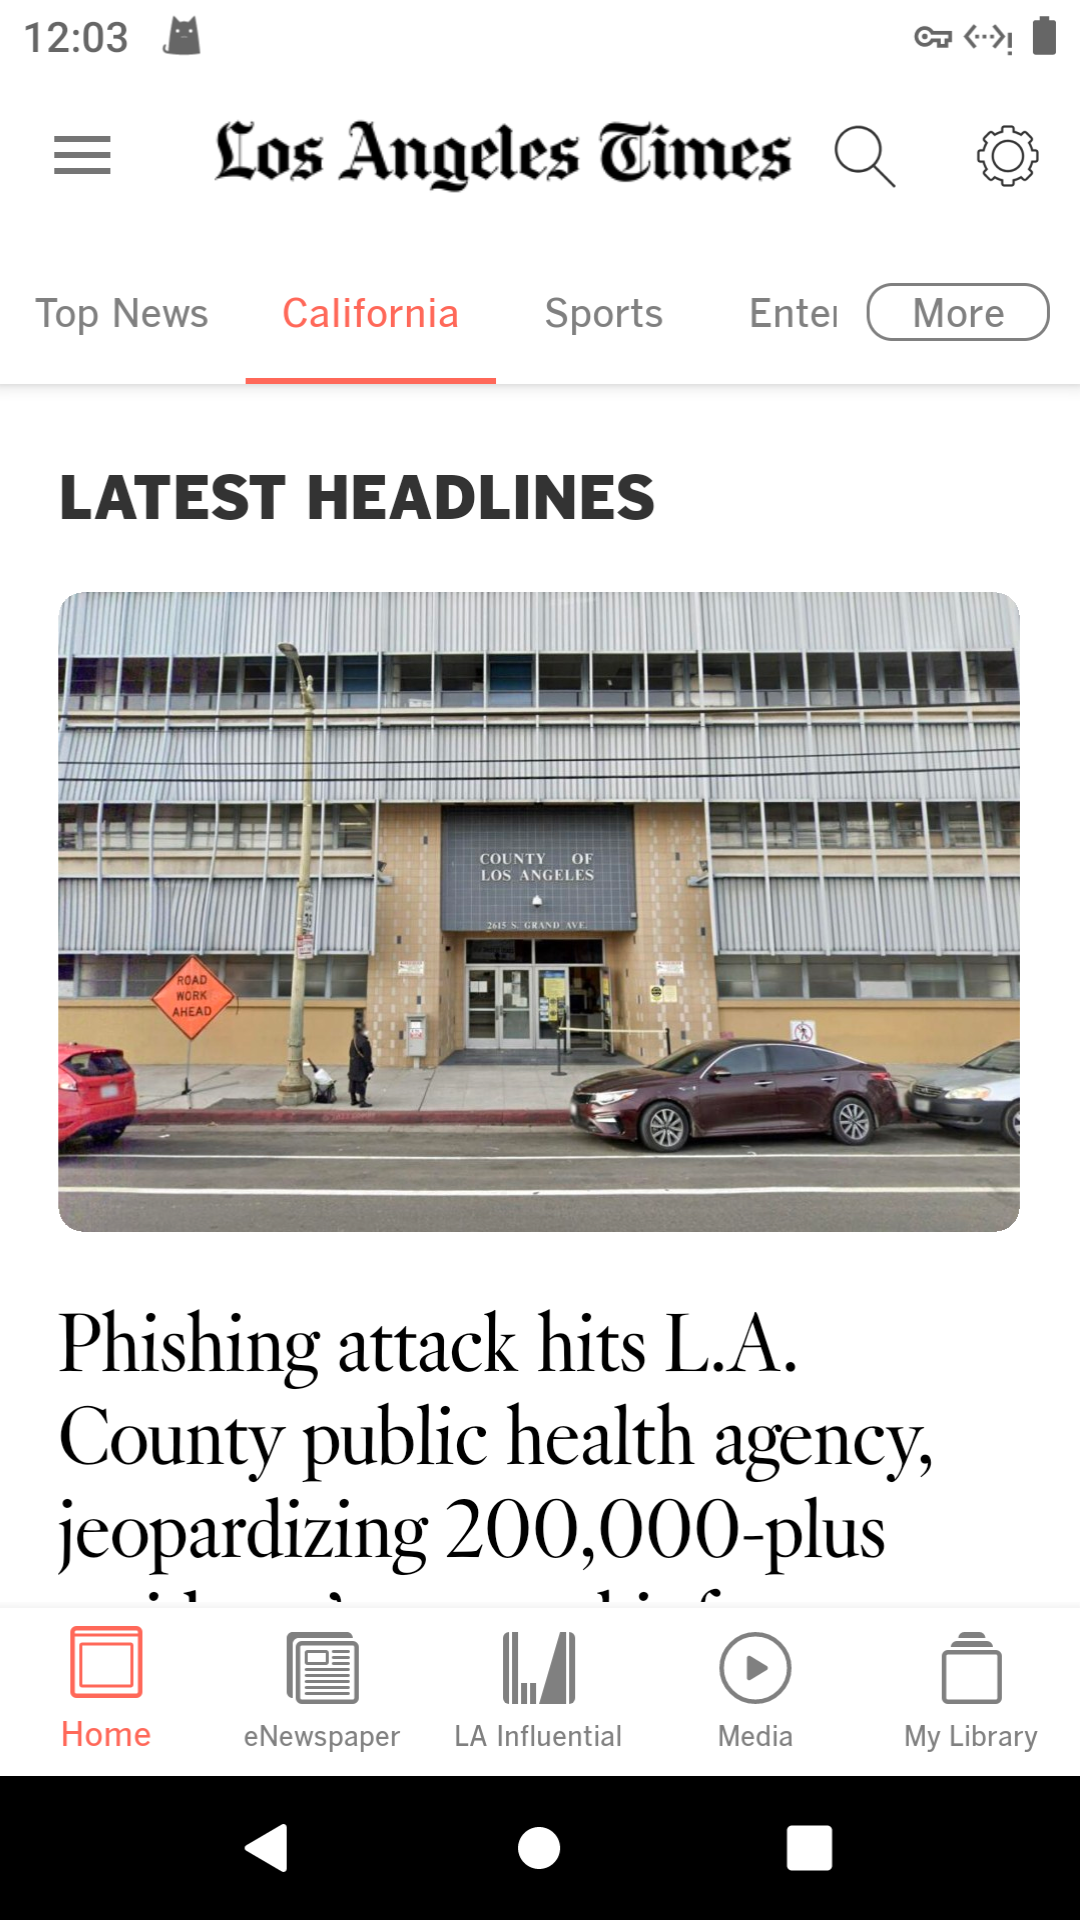 12:03
Los Angeles Times
Top News
California
Sports
More
LATEST HEADLINES
COUNTY OF
LOS ANGELES
2615 S. GRAND AVE.
ROAD
WORK
AHEAD
Phishing attack hits L.A.
County public health agency,
jeopardizing 200,000-plus
Home
eNewspaper
LA Influential
Media
My Library